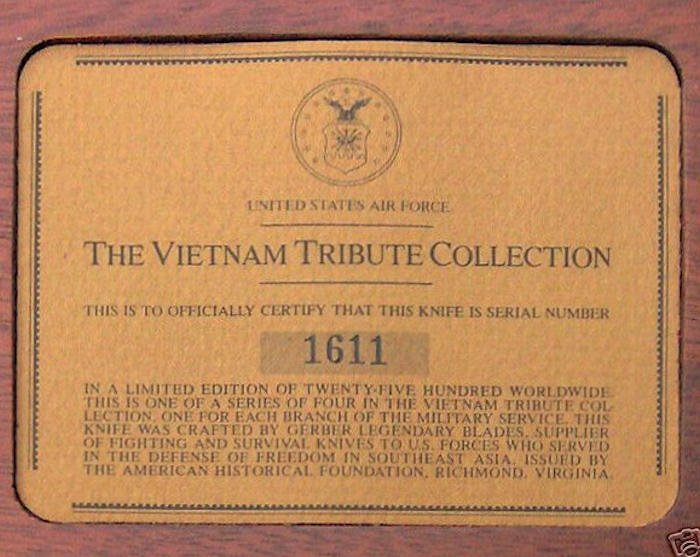 UNITED STATES AIR FORCE
THE VIETNAM TRIBUTE COLLECTION
THIS IS TO OFFICIALLY CERTIFY THAT THIS KNIFE IS SERIAL NUMBER
1611
IN A LIMITED EDITION OF TWENTY-FIVE HUNDRED WORLDWIDE.
THIS IS ONE OF A SERIES OF FOUR IN THE VIETNAM TRIBUTE COL-
LECTION, ONE FOR EACH BRANCH OF THE MILITARY SERVICE. THIS
KNIFE WAS CRAFTED BY GERBER LEGENDARY BLADES, SUPPLIER
OF FIGHTING AND SURVIVAL KNIVES TO U.S. FORCES WHO SERVED
IN THE DEFENSE OF FREEDOM IN SOUTHEAST ASIA. ISSUED BY
THE AMERICAN HISTORICAL FOUNDATION, RICHMOND, VIRGINIA.